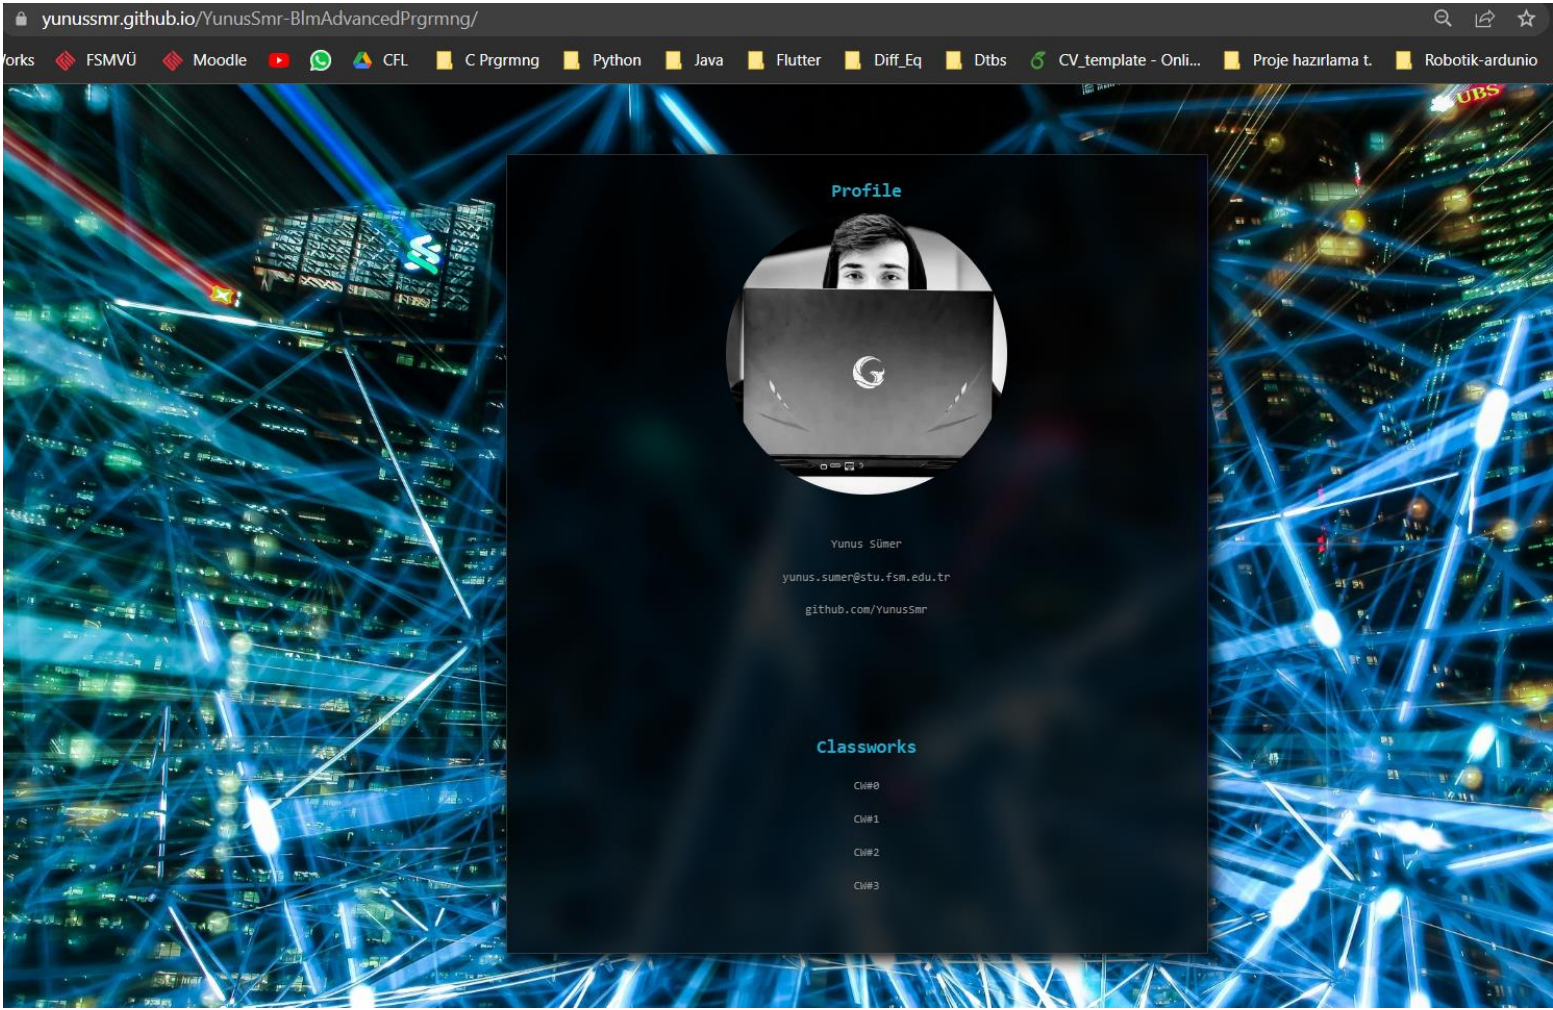 yunussmr.github.io/YunusSmr-BlmAdvancedPrgrmng/
FSMVÜ Moodle CFL C Prgrmng Python Java Flutter Diff_Eq Dtbs CV_template - Onli... Proje hazırlama t. Robotik-ardunio
UBS
Profile
G
Yunus Sümer
yunus.sumer@stu.fsm.edu.tr
github.com/YunusSmr
Classworks
CW#0
CW#1
CW#2
CW#3